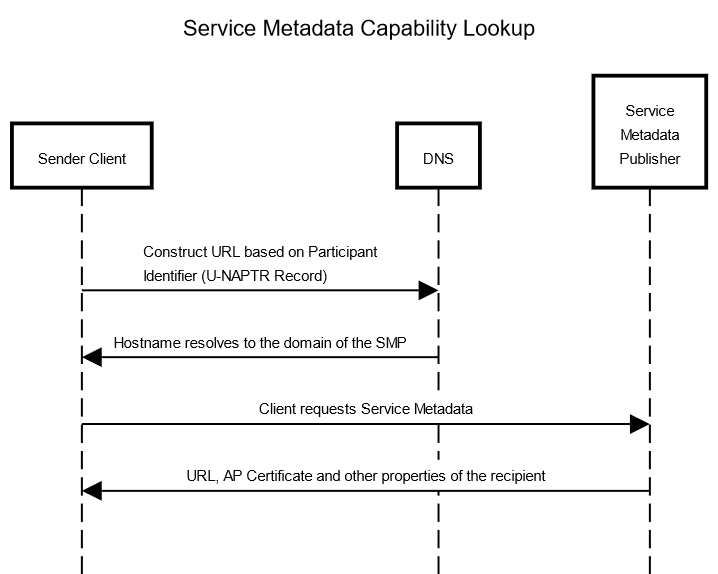 Service Metadata Capability Lookup
Service
Metadata
Publisher
Sender Client
DNS
Construct URL based on Participant
Identifier (U-NAPTR Record)
Hostname resolves to the domain of the SMP
Client requests Service Metadata
URL, AP Certificate and other properties of the recipient